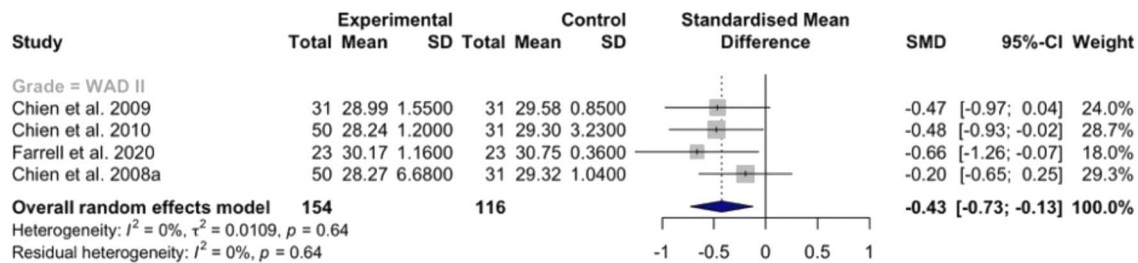 Experimental Control Standardised Mean
Study Total Mean SD Total Mean SD Difference SMD 95%-CI Weight
Grade = WAD II
Chien et al. 2009 31 28.99 1.5500 31 29.58 0.8500 -0.47 [-0.97; 0.04] 24.0%
Chien et al. 2010 50 28.24 1.2000 31 29.30 3.2300 -0.48 [-0.93; -0.02] 28.7%
Farrell et al. 2020 23 30.17 1.1600 23 30.75 0.3600 -0.66 [-1.26; -0.07] 18.0%
Chien et al. 2008a 50 28.27 6.6800 31 29.32 1.0400 -0.20 [-0.65; 0.25] 29.3%
Overall random effects model 154 116 -0.43 [-0.73; -0.13] 100.0%
Heterogeneity: I² = 0%, τ² = 0.0109, p = 0.64
Residual heterogeneity: I² = 0%, p = 0.64
-1 -0.5 0 0.5 1